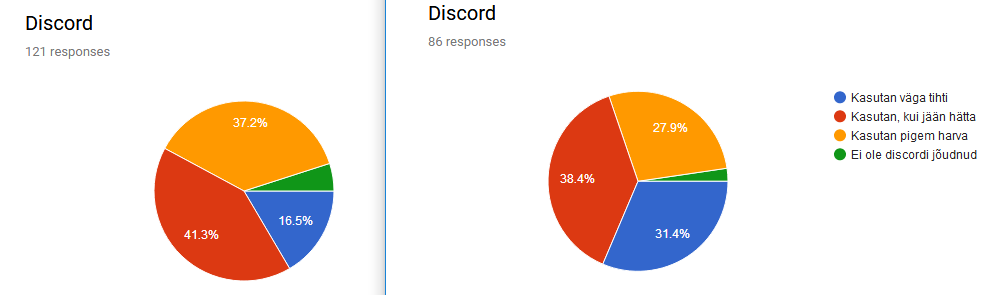 Discord
121 responses
37.2%
41.3%
16.5%
Discord
86 responses
27.9%
38.4%
31.4%
Kasutan väga tihti
Kasutan, kui jään hätta
Kasutan pigem harva
Ei ole discordi jõudnud